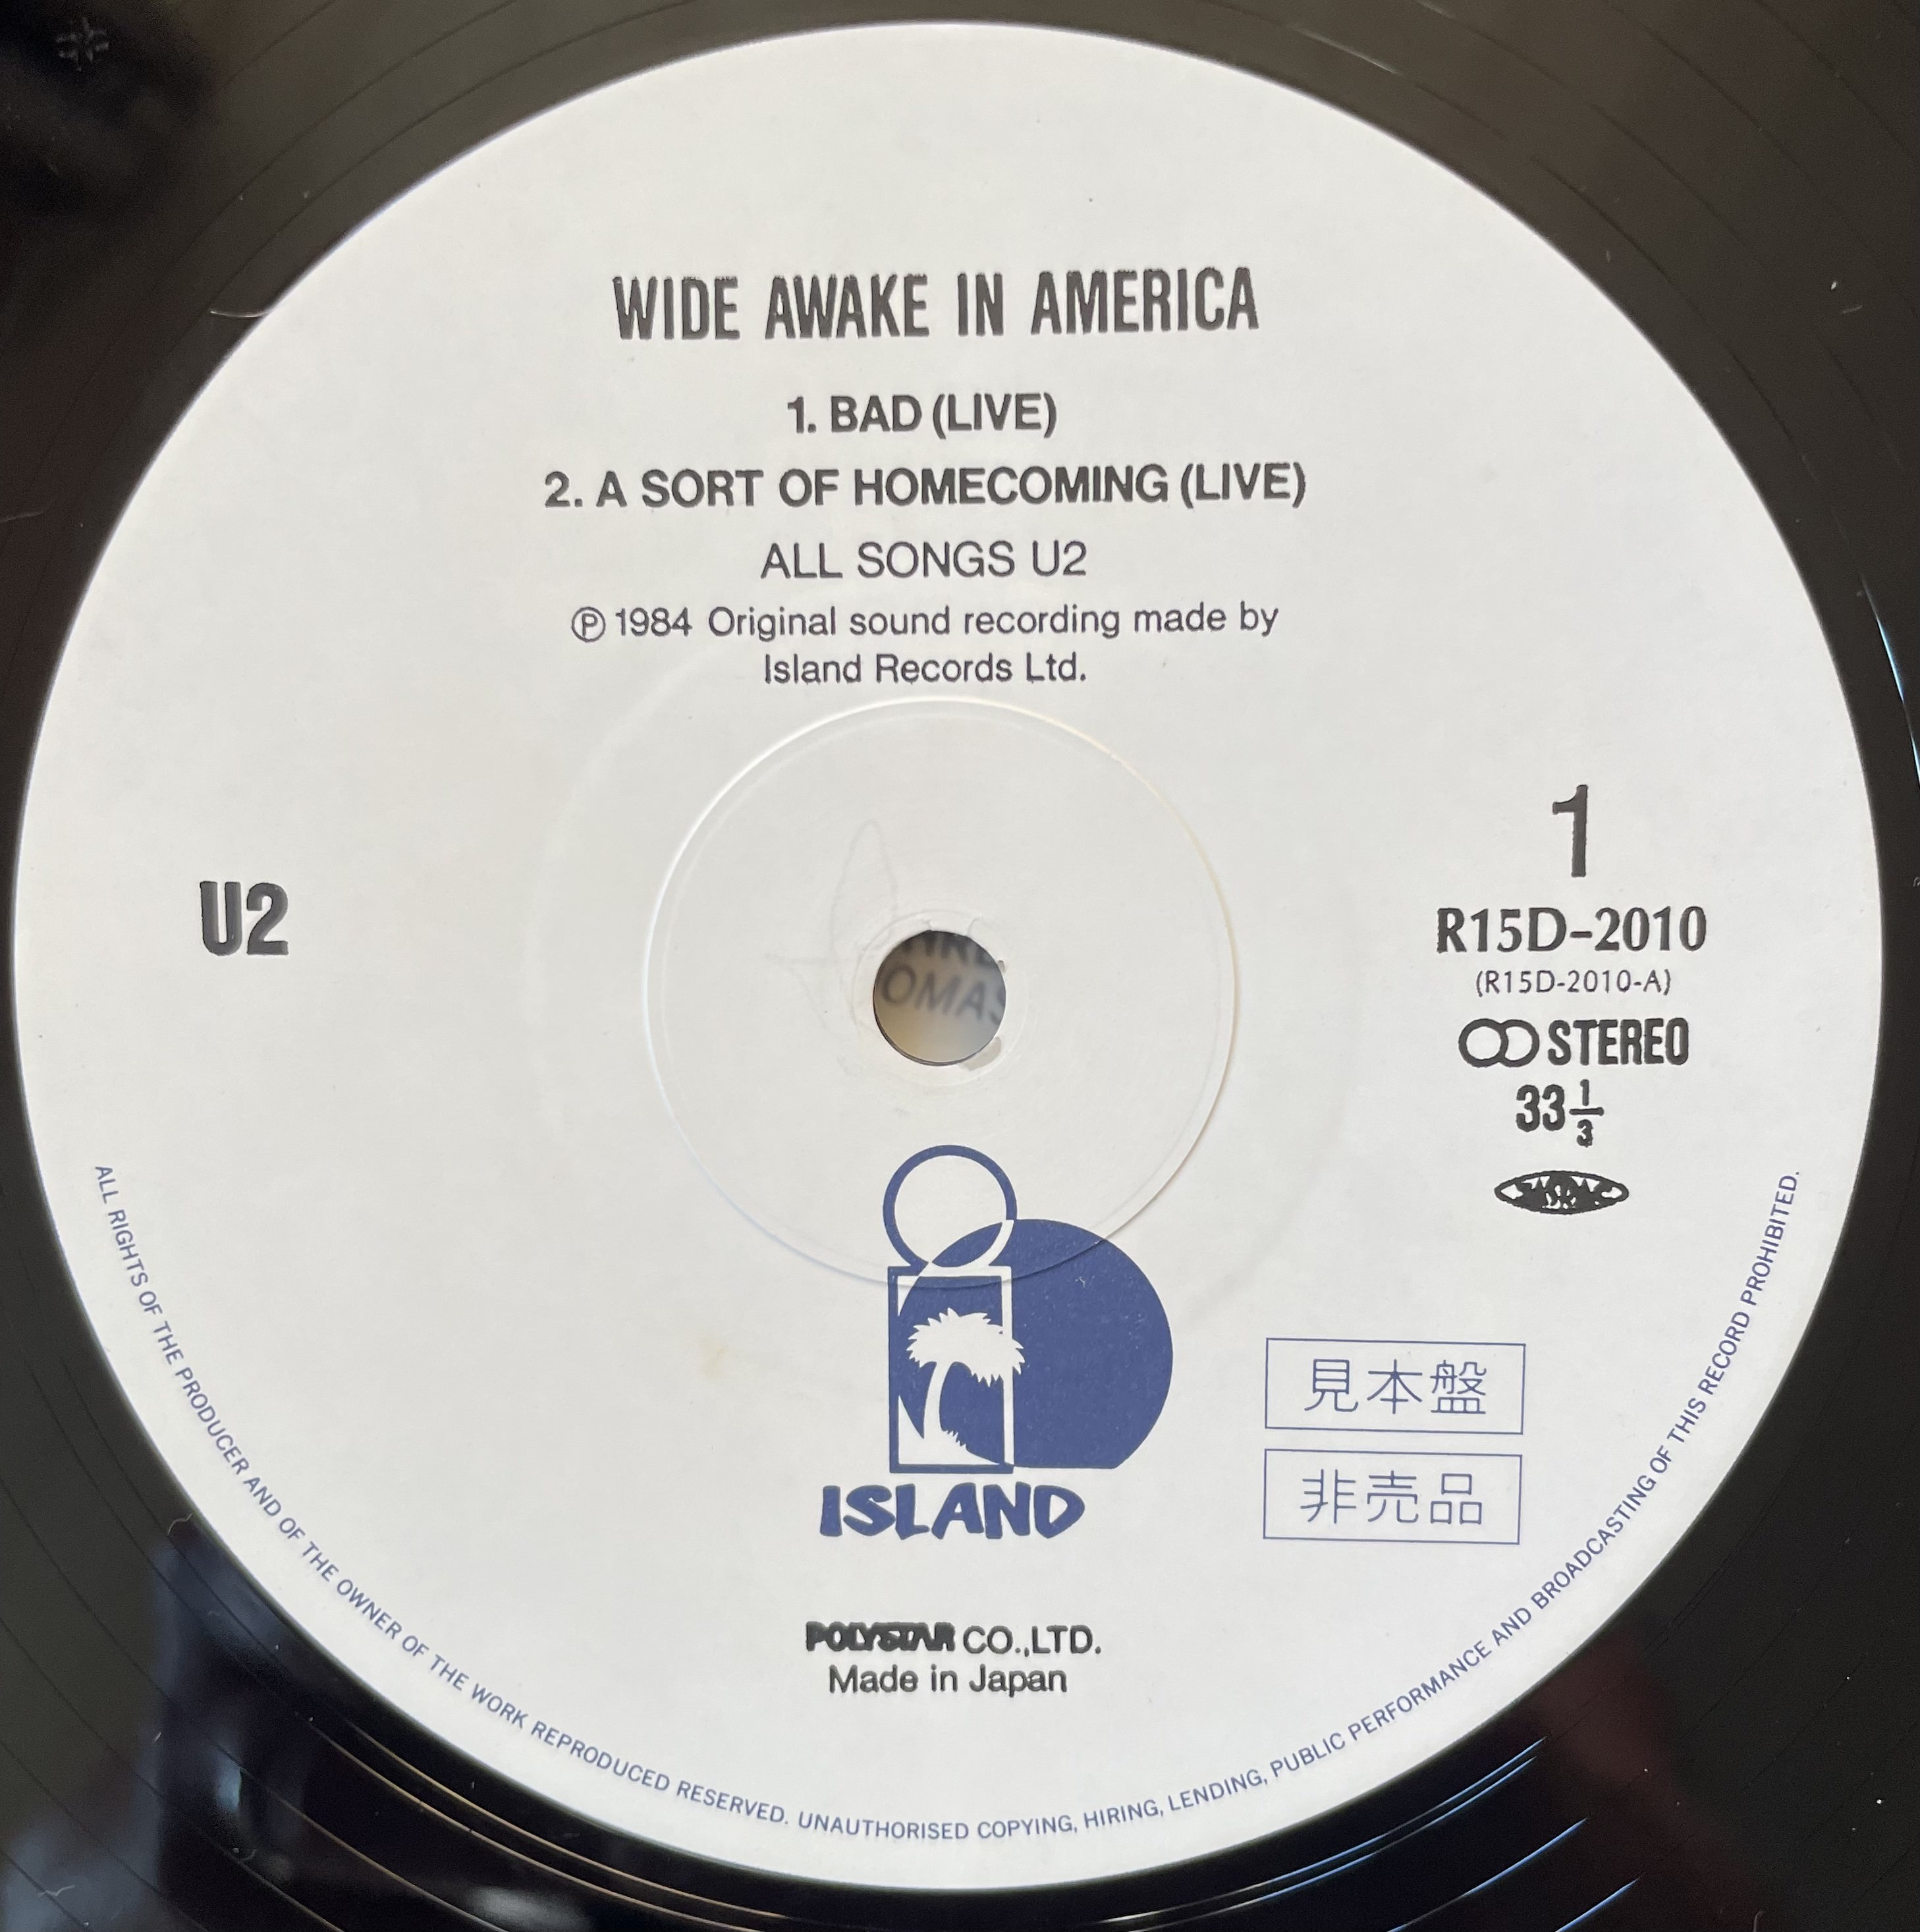 WIDE AWAKE IN AMERICA
1. BAD (LIVE)
2. A SORT OF HOMECOMING (LIVE)
ALL SONGS U2
Ⓟ 1984 Original sound recording made by
Island Records Ltd.
U2
1
R15D-2010
(R15D-2010-A)
STEREO
33 1/3
JASRAC
OMAS
ISLAND
見本盤
非売品
POLYSTAR CO.,LTD.
Made in Japan
ALL RIGHTS OF THE PRODUCER AND OF THE OWNER OF THE WORK REPRODUCED RESERVED. UNAUTHORISED COPYING, HIRING, LENDING, PUBLIC PERFORMANCE AND BROADCASTING OF THIS RECORD PROHIBITED.